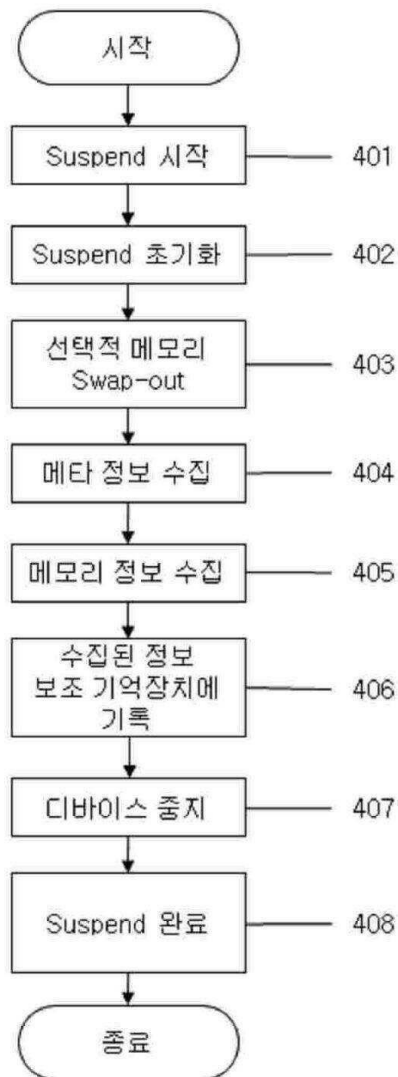 시작
Suspend 시작
401
Suspend 초기화
402
선택적 메모리
Swap-out
403
메타 정보 수집
404
메모리 정보 수집
405
수집된 정보
보조 기억장치에
기록
406
디바이스 중지
407
Suspend 완료
408
종료